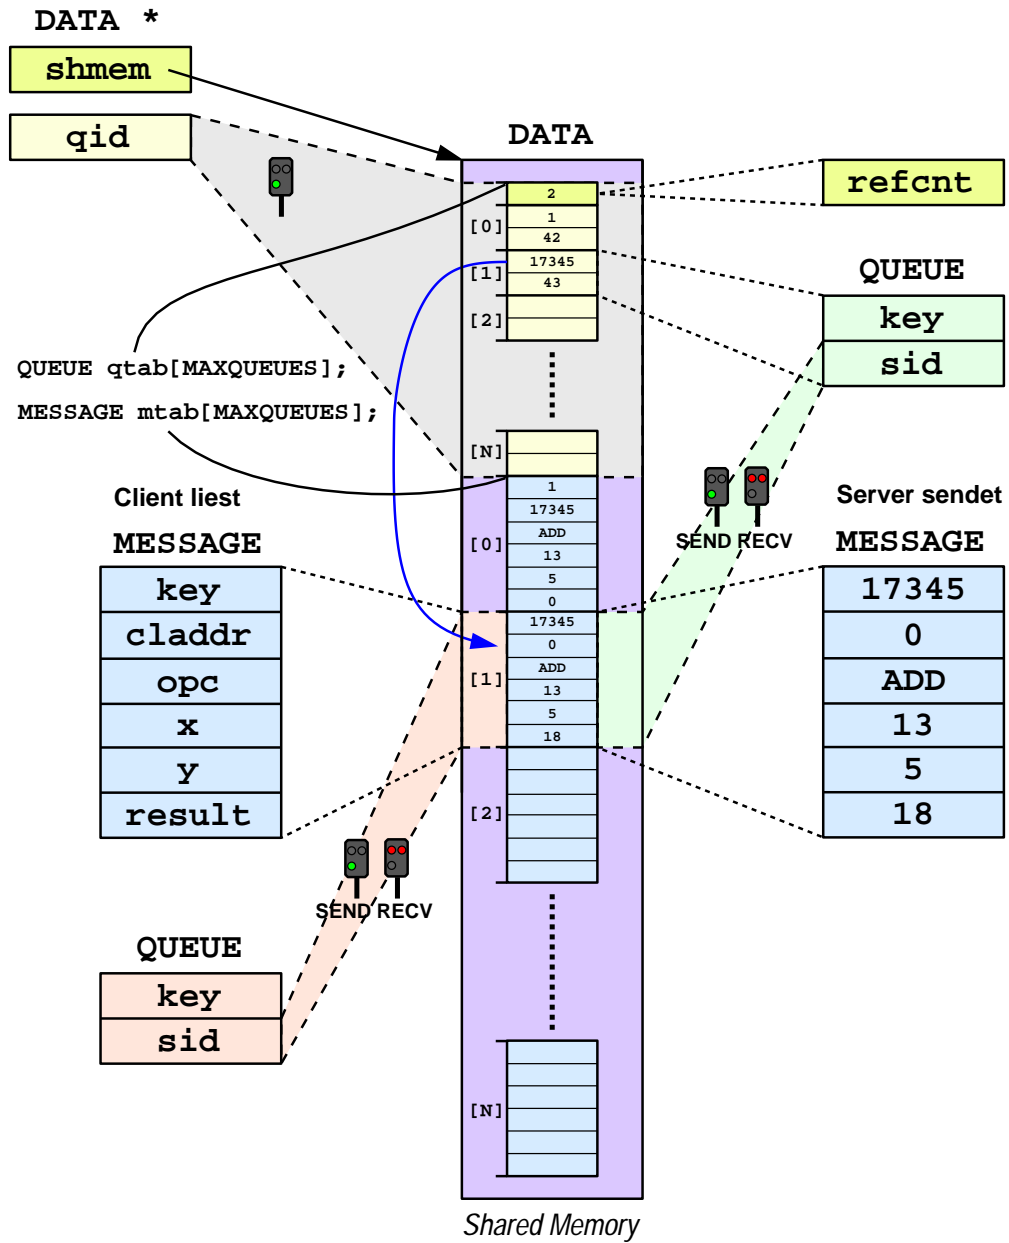 DATA *
shmem
qid
DATA
refcnt
2
[0]
1
42
[1]
17345
43
[2]
QUEUE
key
sid
QUEUE qtab[MAXQUEUES];
MESSAGE mtab[MAXQUEUES];
[N]
Client liest
MESSAGE
key
claddr
opc
x
y
result
[0]
1
17345
ADD
13
5
0
[1]
17345
0
ADD
13
5
18
[2]
[N]
SEND RECV
Server sendet
MESSAGE
17345
0
ADD
13
5
18
SEND RECV
QUEUE
key
sid
Shared Memory